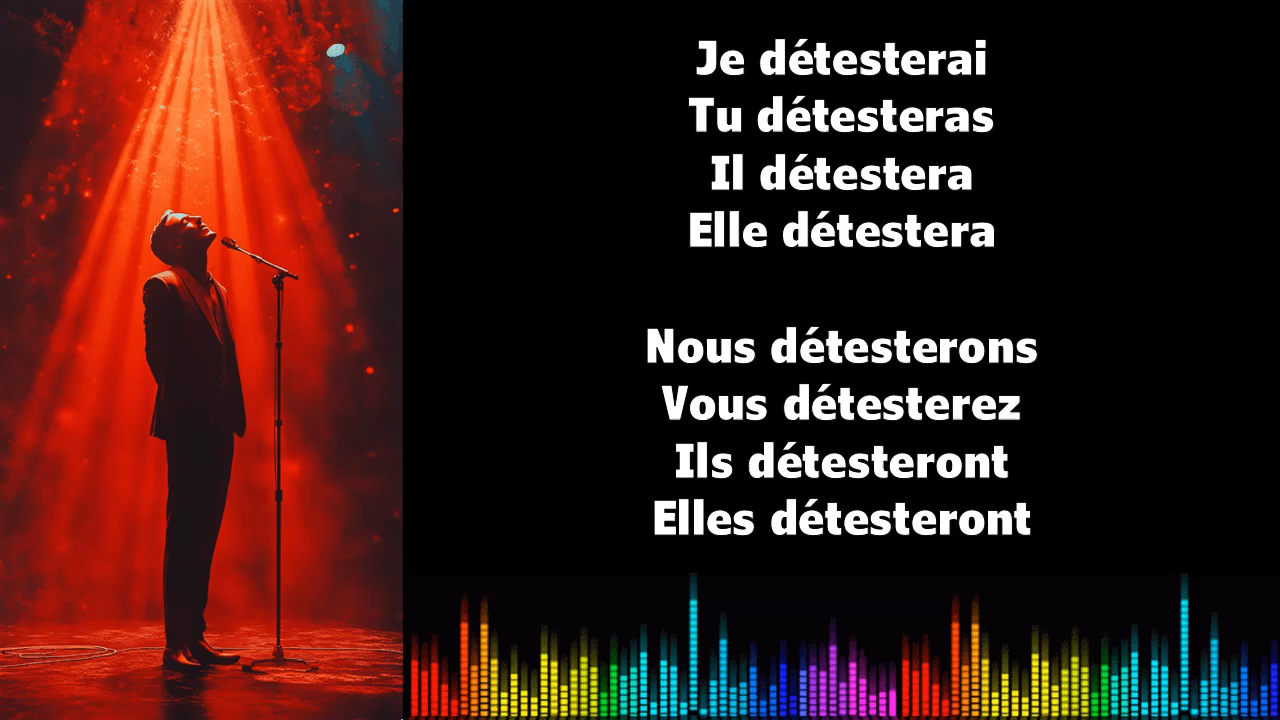 Je détesterai
Tu détesteras
Il détestera
Elle détestera
Nous détesterons
Vous détesterez
Ils détesteront
Elles détesteront